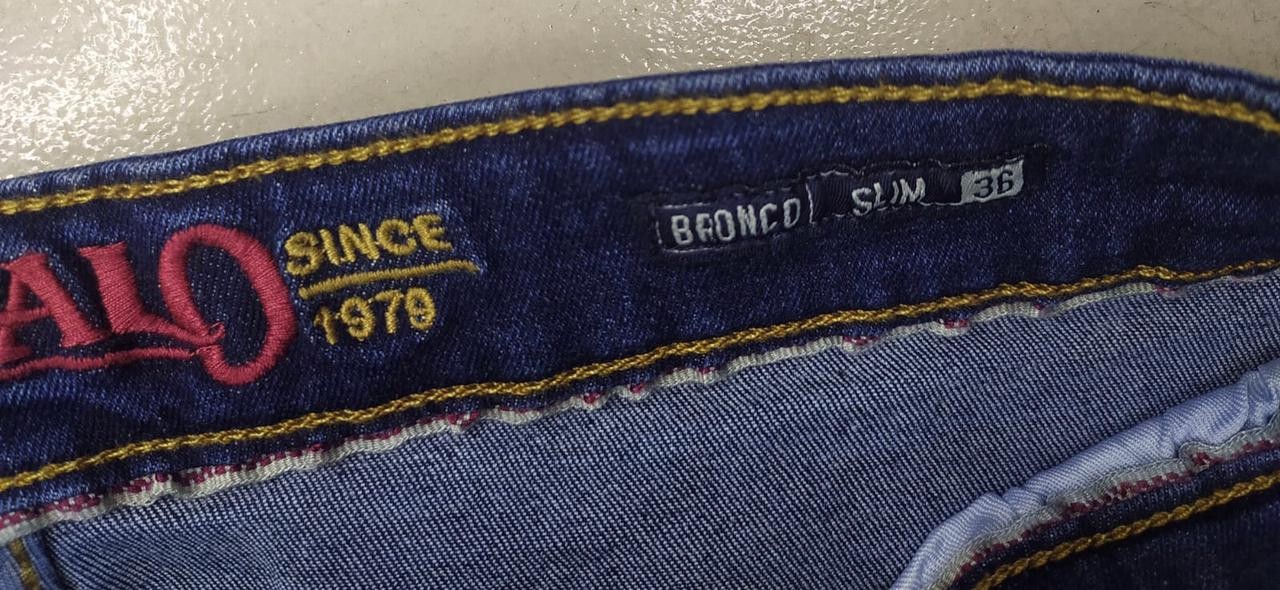 ALO
SINCE
1979
BRONCO SLIM 36